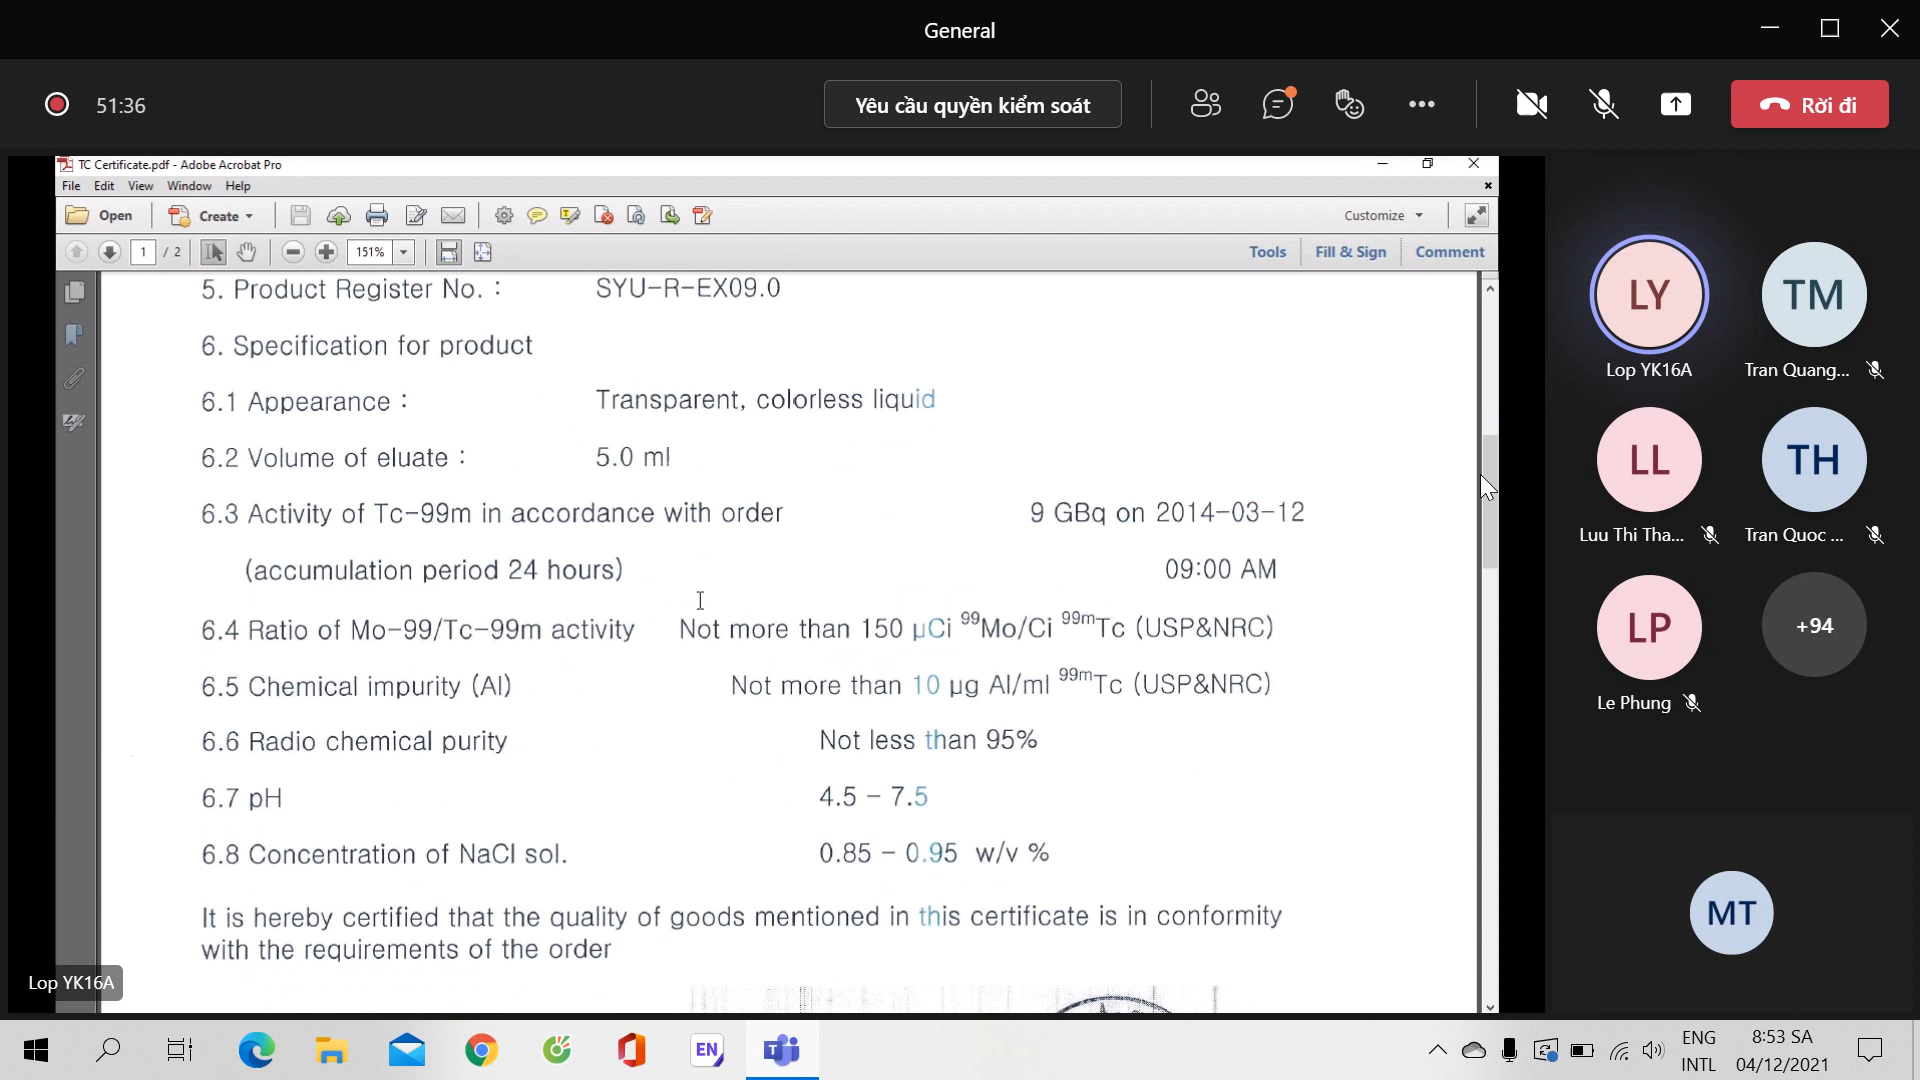 General
51:36
Yêu cầu quyền kiểm soát
Rời đi
TC Certificate.pdf - Adobe Acrobat Pro
File Edit View Window Help
Open Create Customize
1 / 2 151% Tools Fill & Sign Comment
5. Product Register No. : SYU-R-EX09.0
6. Specification for product
6.1 Appearance : Transparent, colorless liquid
6.2 Volume of eluate : 5.0 ml
6.3 Activity of Tc-99m in accordance with order 9 GBq on 2014-03-12
(accumulation period 24 hours) 09:00 AM
6.4 Ratio of Mo-99/Tc-99m activity Not more than 150 µCi ⁹⁹Mo/Ci ⁹⁹ᵐTc (USP&NRC)
6.5 Chemical impurity (Al) Not more than 10 µg Al/ml ⁹⁹ᵐTc (USP&NRC)
6.6 Radio chemical purity Not less than 95%
6.7 pH 4.5 - 7.5
6.8 Concentration of NaCl sol. 0.85 - 0.95 w/v %
It is hereby certified that the quality of goods mentioned in this certificate is in conformity
with the requirements of the order
Lop YK16A
LY
Lop YK16A
TM
Tran Quang...
LL
Luu Thi Tha...
TH
Tran Quoc ...
LP
Le Phung
+94
MT
EN
ENG
INTL
8:53 SA
04/12/2021